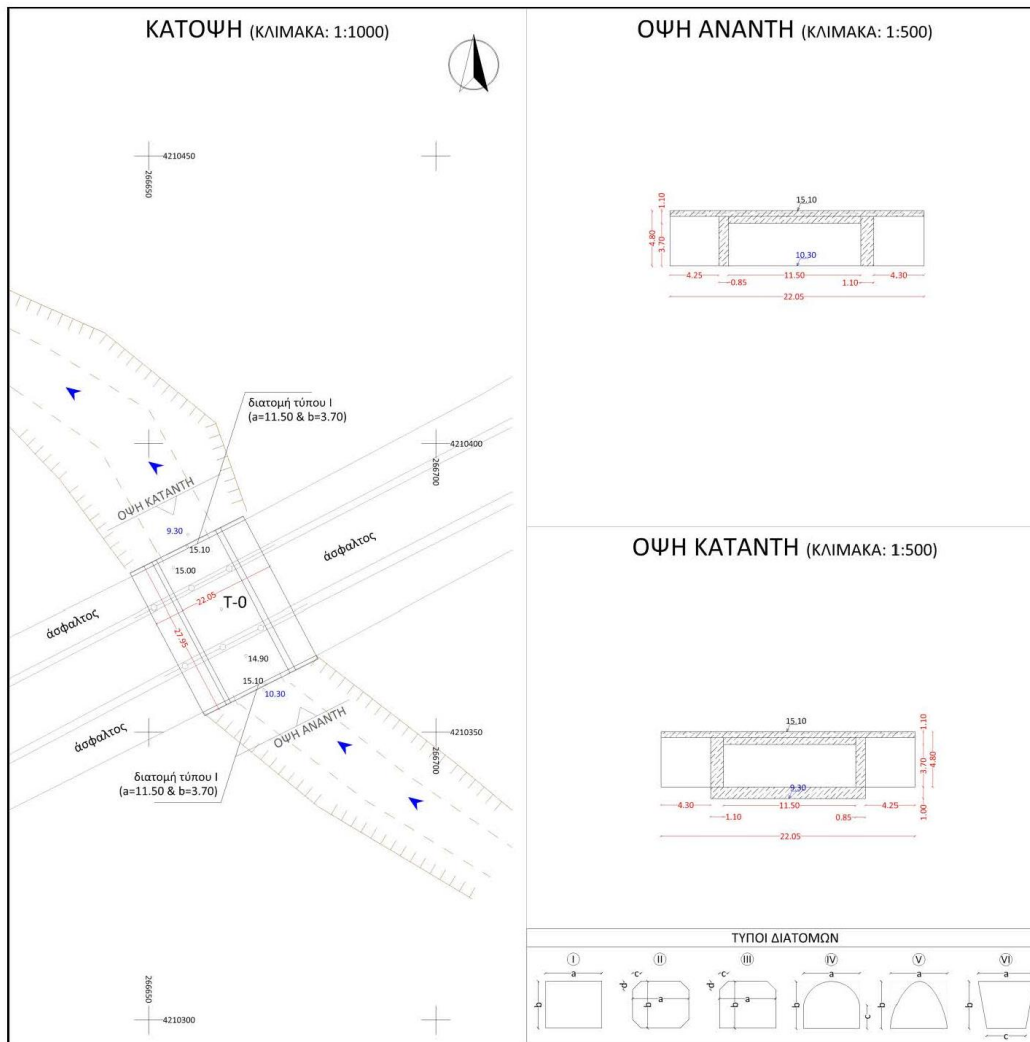 ΚΑΤΟΨΗ (ΚΛΙΜΑΚΑ: 1:1000)
4210450
266650
διατομή τύπου Ι
(a=11.50 & b=3.70)
4210400
266700
ΟΨΗ ΚΑΤΑΝΤΗ
9.30
15.10
15.00
άσφαλτος
22.05
T-0
άσφαλτος
27.95
14.90
15.10
10.30
ΟΨΗ ΑΝΑΝΤΗ
άσφαλτος
4210350
266700
διατομή τύπου Ι
(a=11.50 & b=3.70)
266650
4210300
ΟΨΗ ΑΝΑΝΤΗ (ΚΛΙΜΑΚΑ: 1:500)
15.10
1.10
4.80
3.70
10.30
4.25
11.50
4.30
0.85
1.10
22.05
ΟΨΗ ΚΑΤΑΝΤΗ (ΚΛΙΜΑΚΑ: 1:500)
15.10
1.10
3.70
4.80
9.30
4.30
11.50
4.25
1.00
1.10
0.85
22.05
ΤΥΠΟΙ ΔΙΑΤΟΜΩΝ
I II III IV V VI
a c c a a a
b d a b d a b b c b b c